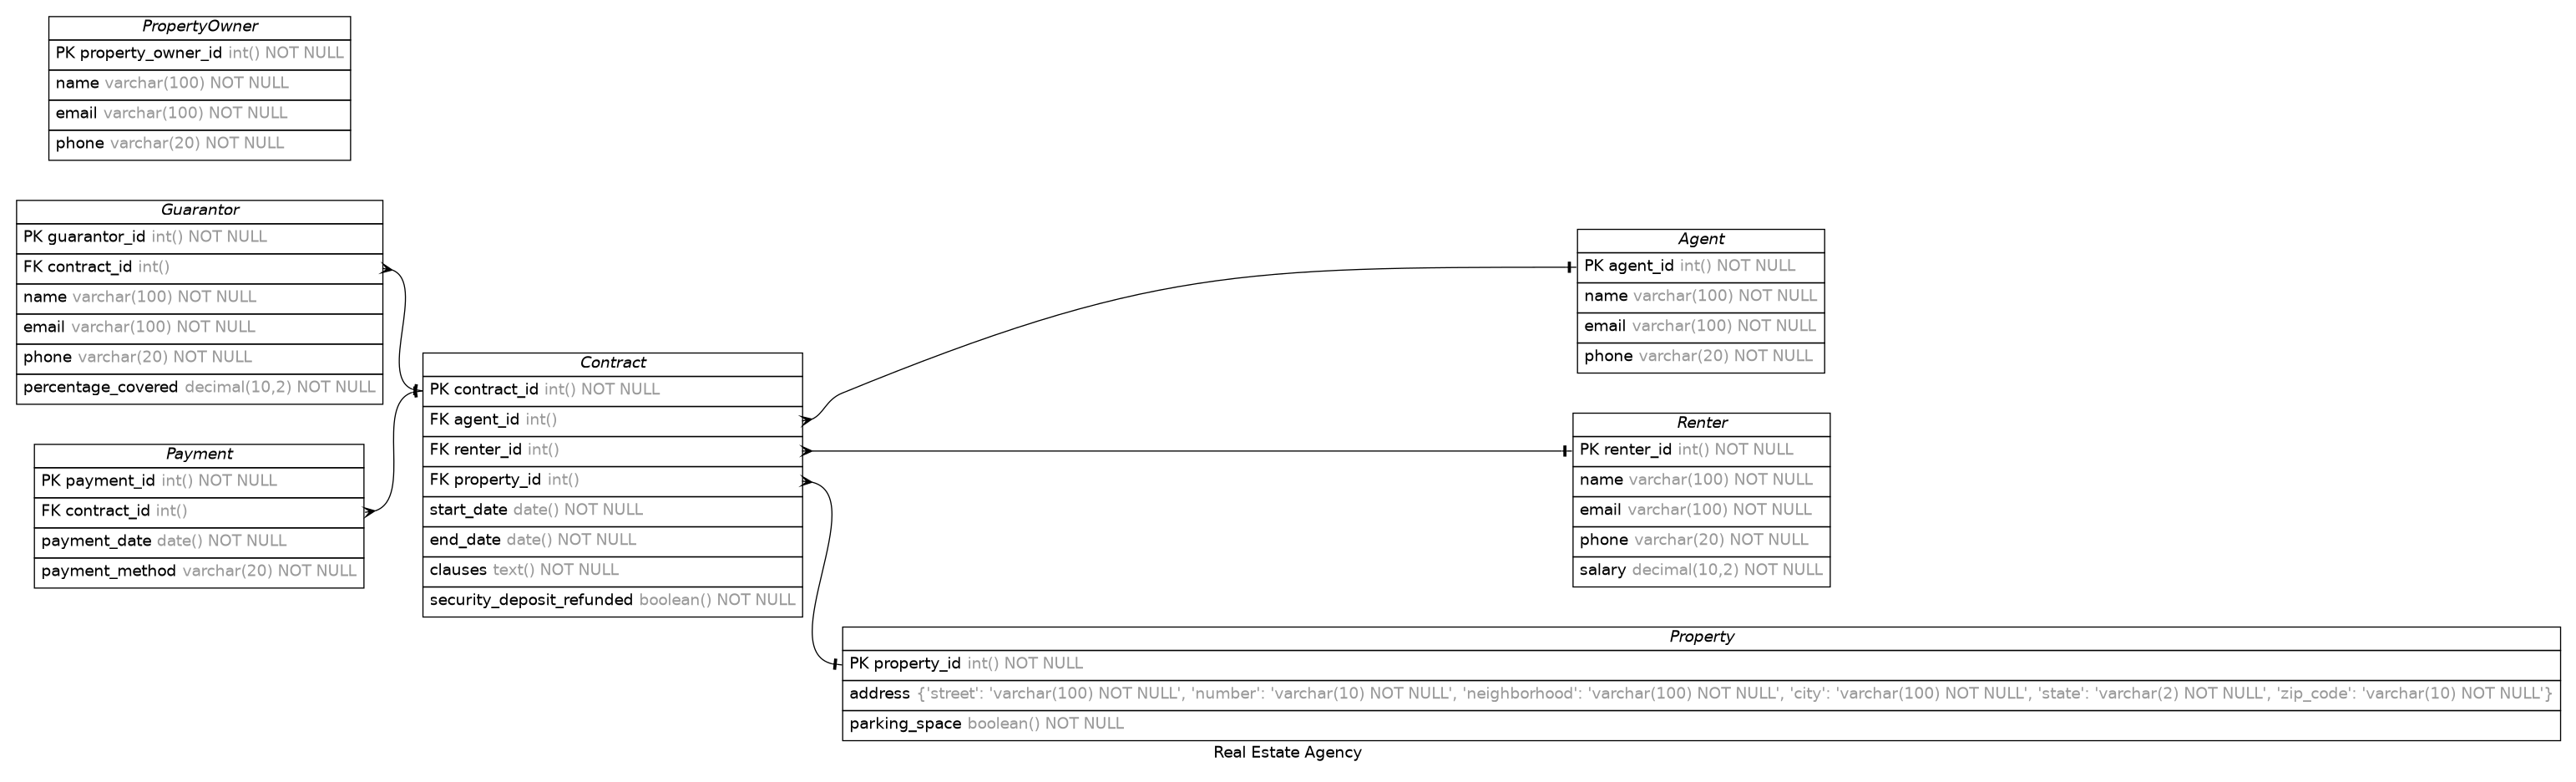 PropertyOwner
PK property_owner_id int() NOT NULL
name varchar(100) NOT NULL
email varchar(100) NOT NULL
phone varchar(20) NOT NULL
Guarantor
PK guarantor_id int() NOT NULL
FK contract_id int()
name varchar(100) NOT NULL
email varchar(100) NOT NULL
phone varchar(20) NOT NULL
percentage_covered decimal(10,2) NOT NULL
Payment
PK payment_id int() NOT NULL
FK contract_id int()
payment_date date() NOT NULL
payment_method varchar(20) NOT NULL
Contract
PK contract_id int() NOT NULL
FK agent_id int()
FK renter_id int()
FK property_id int()
start_date date() NOT NULL
end_date date() NOT NULL
clauses text() NOT NULL
security_deposit_refunded boolean() NOT NULL
Agent
PK agent_id int() NOT NULL
name varchar(100) NOT NULL
email varchar(100) NOT NULL
phone varchar(20) NOT NULL
Renter
PK renter_id int() NOT NULL
name varchar(100) NOT NULL
email varchar(100) NOT NULL
phone varchar(20) NOT NULL
salary decimal(10,2) NOT NULL
Property
PK property_id int() NOT NULL
address {'street': 'varchar(100) NOT NULL', 'number': 'varchar(10) NOT NULL', 'neighborhood': 'varchar(100) NOT NULL', 'city': 'varchar(100) NOT NULL', 'state': 'varchar(2) NOT NULL', 'zip_code': 'varchar(10) NOT NULL'}
parking_space boolean() NOT NULL
Real Estate Agency